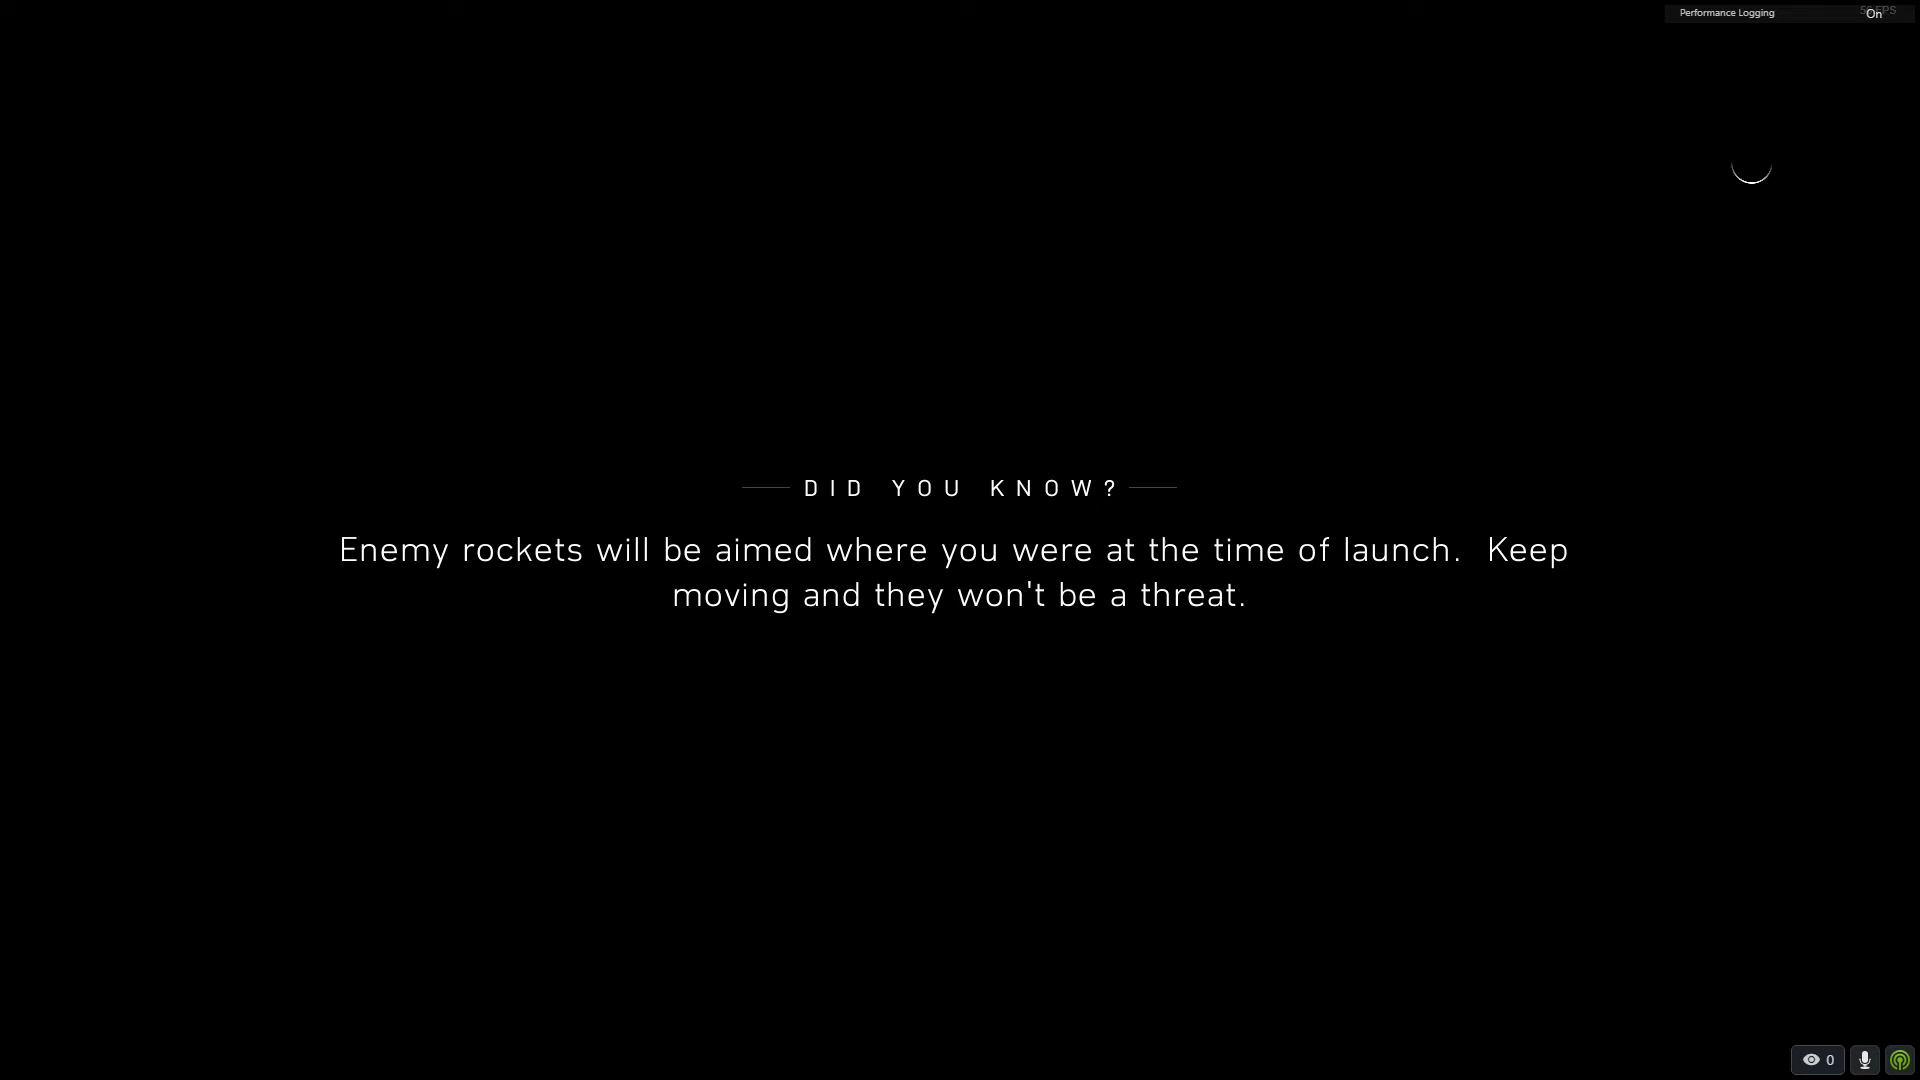 Performance Logging On
DID YOU KNOW?
Enemy rockets will be aimed where you were at the time of launch.  Keep
moving and they won't be a threat.
0